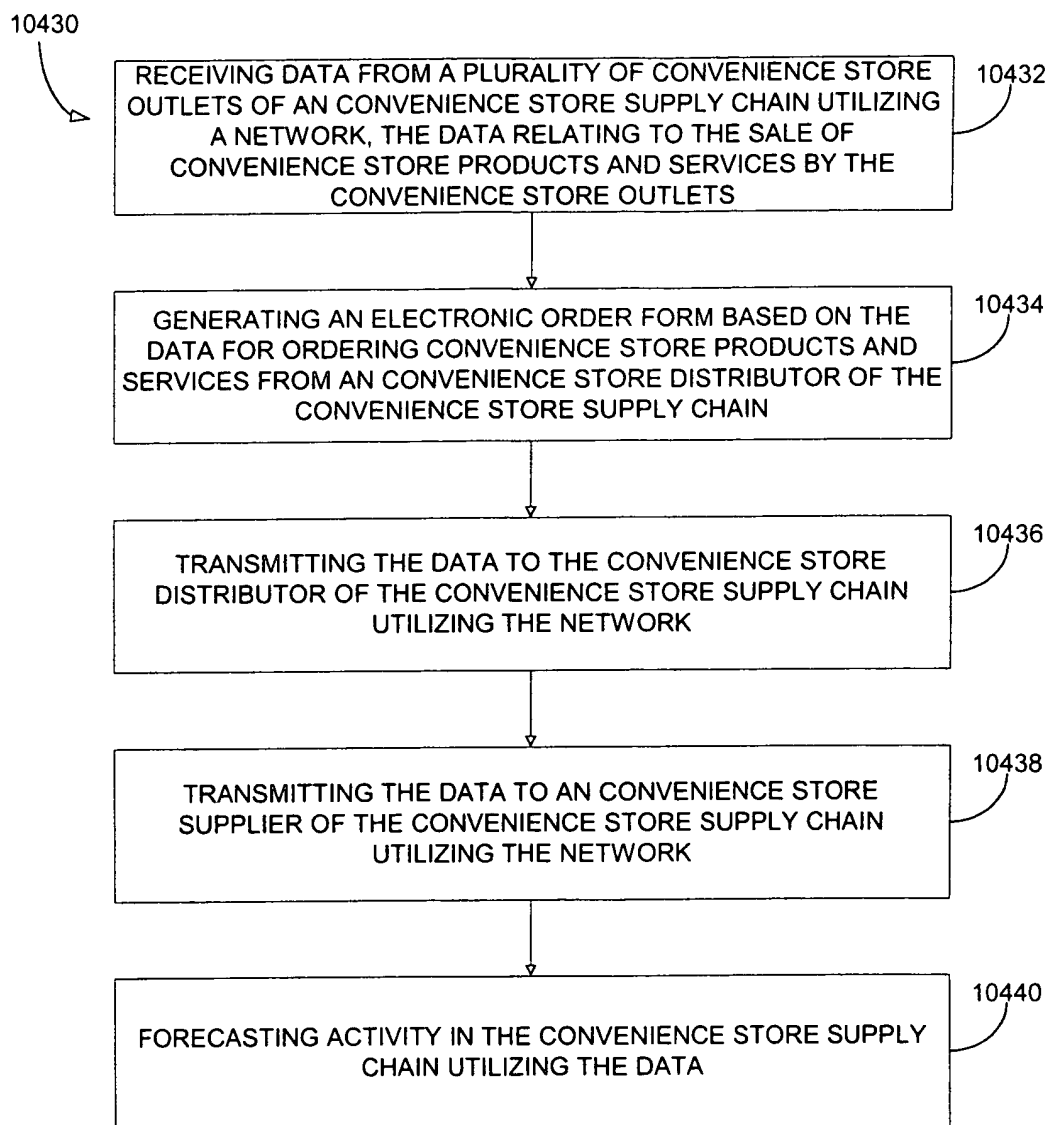 10430
RECEIVING DATA FROM A PLURALITY OF CONVENIENCE STORE
OUTLETS OF AN CONVENIENCE STORE SUPPLY CHAIN UTILIZING
A NETWORK, THE DATA RELATING TO THE SALE OF
CONVENIENCE STORE PRODUCTS AND SERVICES BY THE
CONVENIENCE STORE OUTLETS
10432
GENERATING AN ELECTRONIC ORDER FORM BASED ON THE
DATA FOR ORDERING CONVENIENCE STORE PRODUCTS AND
SERVICES FROM AN CONVENIENCE STORE DISTRIBUTOR OF THE
CONVENIENCE STORE SUPPLY CHAIN
10434
TRANSMITTING THE DATA TO THE CONVENIENCE STORE
DISTRIBUTOR OF THE CONVENIENCE STORE SUPPLY CHAIN
UTILIZING THE NETWORK
10436
TRANSMITTING THE DATA TO AN CONVENIENCE STORE
SUPPLIER OF THE CONVENIENCE STORE SUPPLY CHAIN
UTILIZING THE NETWORK
10438
FORECASTING ACTIVITY IN THE CONVENIENCE STORE SUPPLY
CHAIN UTILIZING THE DATA
10440